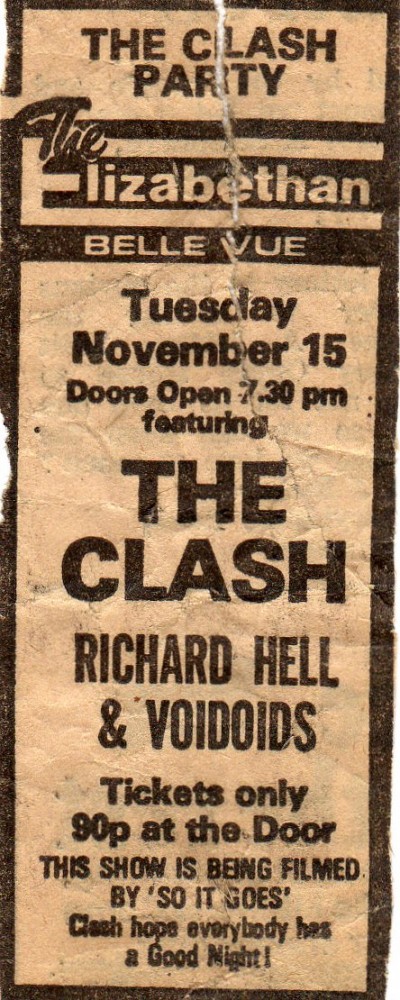 THE CLASH
PARTY
The
Elizabethan
BELLE VUE
Tuesday
November 15
Doors Open 7.30 pm
featuring
THE
CLASH
RICHARD HELL
& VOIDOIDS
Tickets only
90p at the Door
THIS SHOW IS BEING FILMED
BY 'SO IT GOES'
Clash hope everybody has
a Good Night!